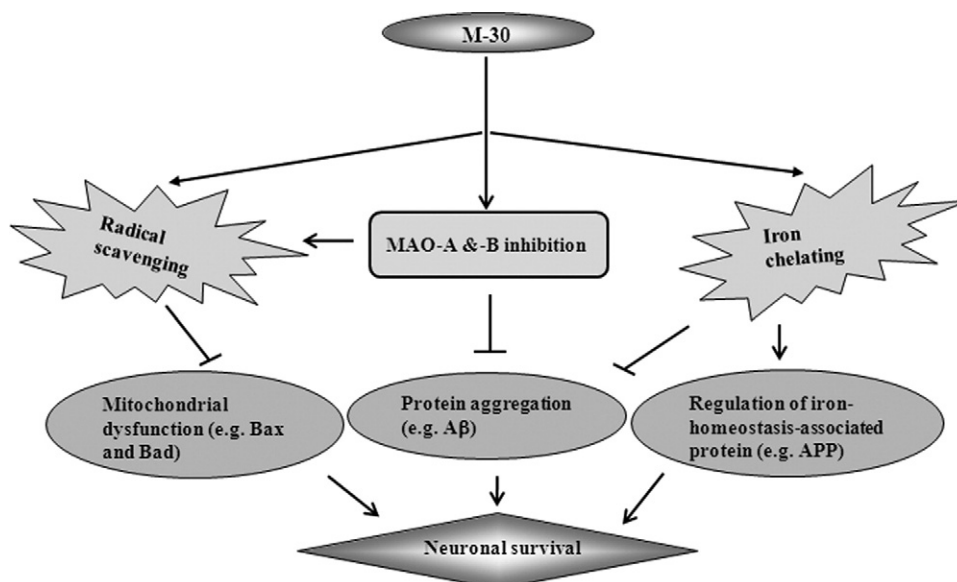 M-30
Radical
scavenging
MAO-A &-B inhibition
Iron
chelating
Mitochondrial
dysfunction (e.g. Bax
and Bad)
Protein aggregation
(e.g. Aβ)
Regulation of iron-
homeostasis-associated
protein (e.g. APP)
Neuronal survival